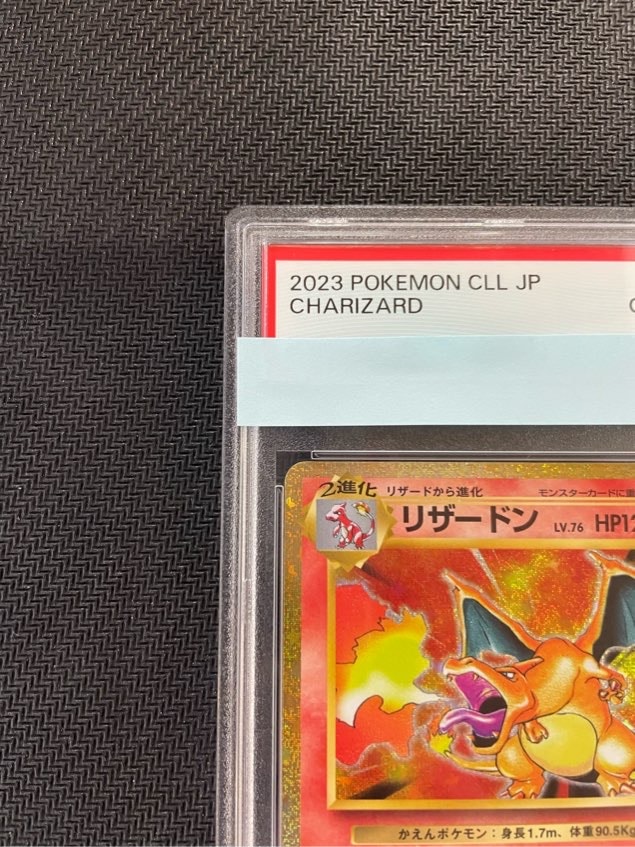 2023 POKEMON CLL JP
CHARIZARD
2進化 リザードから進化 モンスターカードに
リザードン LV.76 HP12
かえんポケモン：身長1.7m、体重90.5Kg